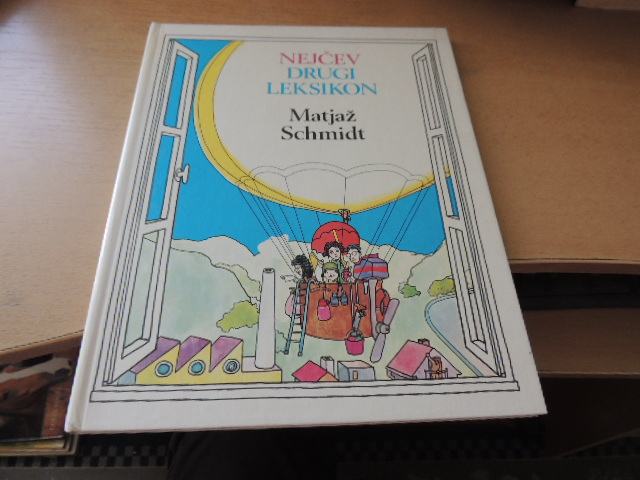 NEJČEV
DRUGI
LEKSIKON
Matjaž
Schmidt